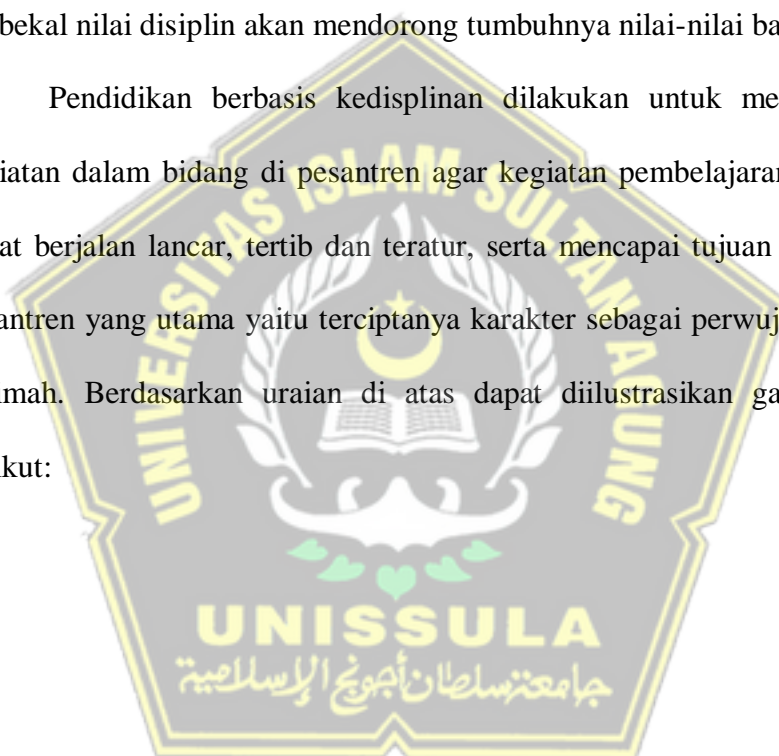 bekal nilai disiplin akan mendorong tumbuhnya nilai-nilai ba
Pendidikan berbasis kedisplinan dilakukan untuk me
iatan dalam bidang di pesantren agar kegiatan pembelajaran
at berjalan lancar, tertib dan teratur, serta mencapai tujuan
antren yang utama yaitu terciptanya karakter sebagai perwuj
mah. Berdasarkan uraian di atas dapat diilustrasikan ga
kut:
UNIVERSITAS ISLAM SULTAN AGUNG
UNISSULA
جامعة سلطان أجونج الإسلامية